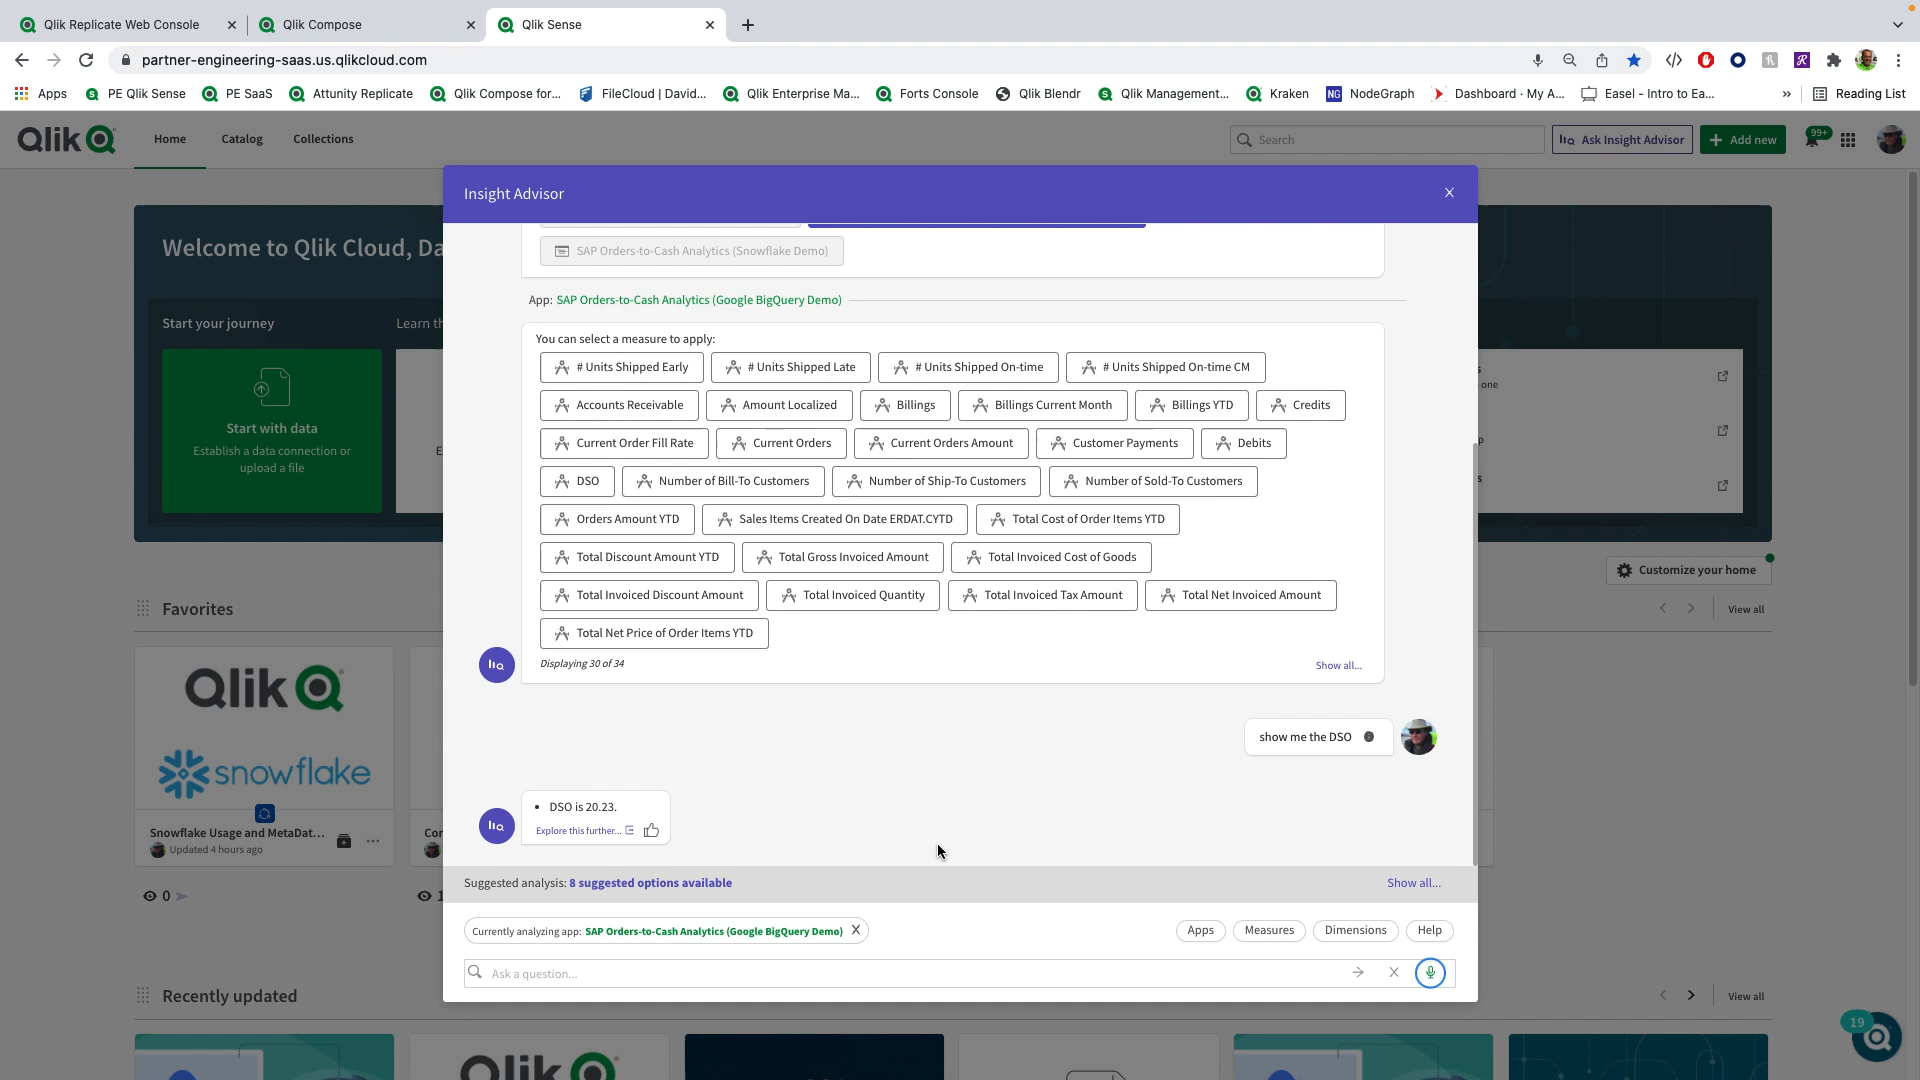 Qlik Replicate Web Console
Qlik Compose
Qlik Sense
partner-engineering-saas.us.qlikcloud.com
Apps
PE Qlik Sense
PE SaaS
Attunity Replicate
Qlik Compose for...
FileCloud | David...
Qlik Enterprise Ma...
Forts Console
Qlik Blendr
Qlik Management...
Kraken
NG NodeGraph
Dashboard · My A...
Easel - Intro to Ea...
»
Reading List
Qlik
Home
Catalog
Collections
Search
Ask Insight Advisor
Add new
99+
Welcome to Qlik Cloud, Da
Start your journey
Learn th
Start with data
Establish a data connection or
upload a file
E
s
one
p
s
Customize your home
Favorites
View all
Qlik
snowflake
Snowflake Usage and MetaDat...
Updated 4 hours ago
Cor
0
1
Recently updated
View all
Qlik
19
Insight Advisor
SAP Orders-to-Cash Analytics (Snowflake Demo)
App: SAP Orders-to-Cash Analytics (Google BigQuery Demo)
You can select a measure to apply:
# Units Shipped Early
# Units Shipped Late
# Units Shipped On-time
# Units Shipped On-time CM
Accounts Receivable
Amount Localized
Billings
Billings Current Month
Billings YTD
Credits
Current Order Fill Rate
Current Orders
Current Orders Amount
Customer Payments
Debits
DSO
Number of Bill-To Customers
Number of Ship-To Customers
Number of Sold-To Customers
Orders Amount YTD
Sales Items Created On Date ERDAT.CYTD
Total Cost of Order Items YTD
Total Discount Amount YTD
Total Gross Invoiced Amount
Total Invoiced Cost of Goods
Total Invoiced Discount Amount
Total Invoiced Quantity
Total Invoiced Tax Amount
Total Net Invoiced Amount
Total Net Price of Order Items YTD
Displaying 30 of 34
Show all...
show me the DSO
• DSO is 20.23.
Explore this further...
Suggested analysis: 8 suggested options available
Show all...
Currently analyzing app: SAP Orders-to-Cash Analytics (Google BigQuery Demo)
Apps
Measures
Dimensions
Help
Ask a question...